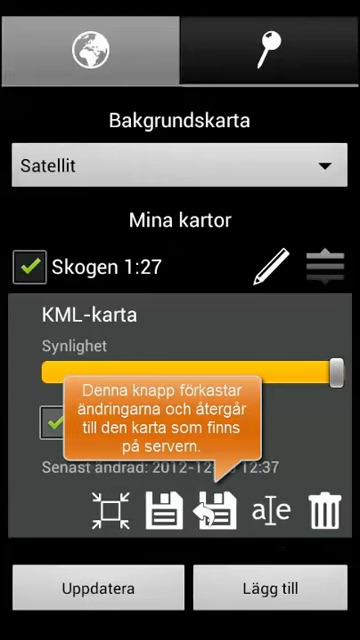 Bakgrundskarta
Satellit
Mina kartor
Skogen 1:27
KML-karta
Synlighet
Denna knapp förkastar
ändringarna och återgår
till den karta som finns
på servern.
Senast ändrad: 2012-12- 12:37
a|e
Uppdatera
Lägg till